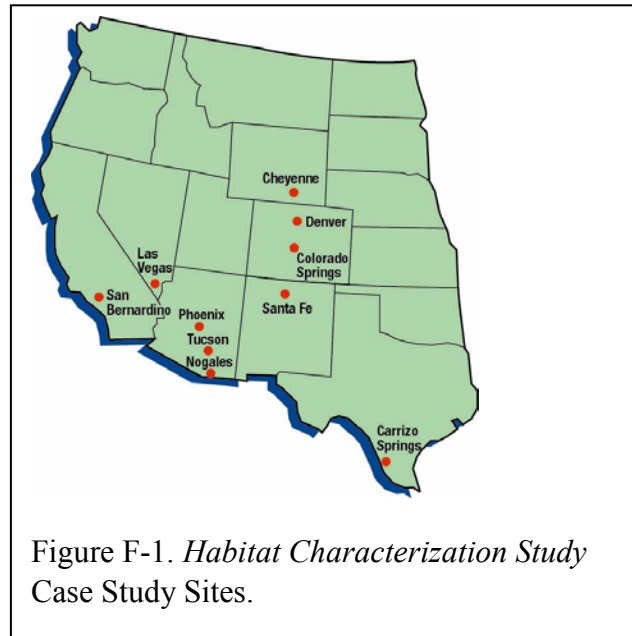 Cheyenne
Denver
Colorado
Springs
Las
Vegas
San
Bernardino
Phoenix
Santa Fe
Tucson
Nogales
Carrizo
Springs
Figure F-1. Habitat Characterization Study
Case Study Sites.